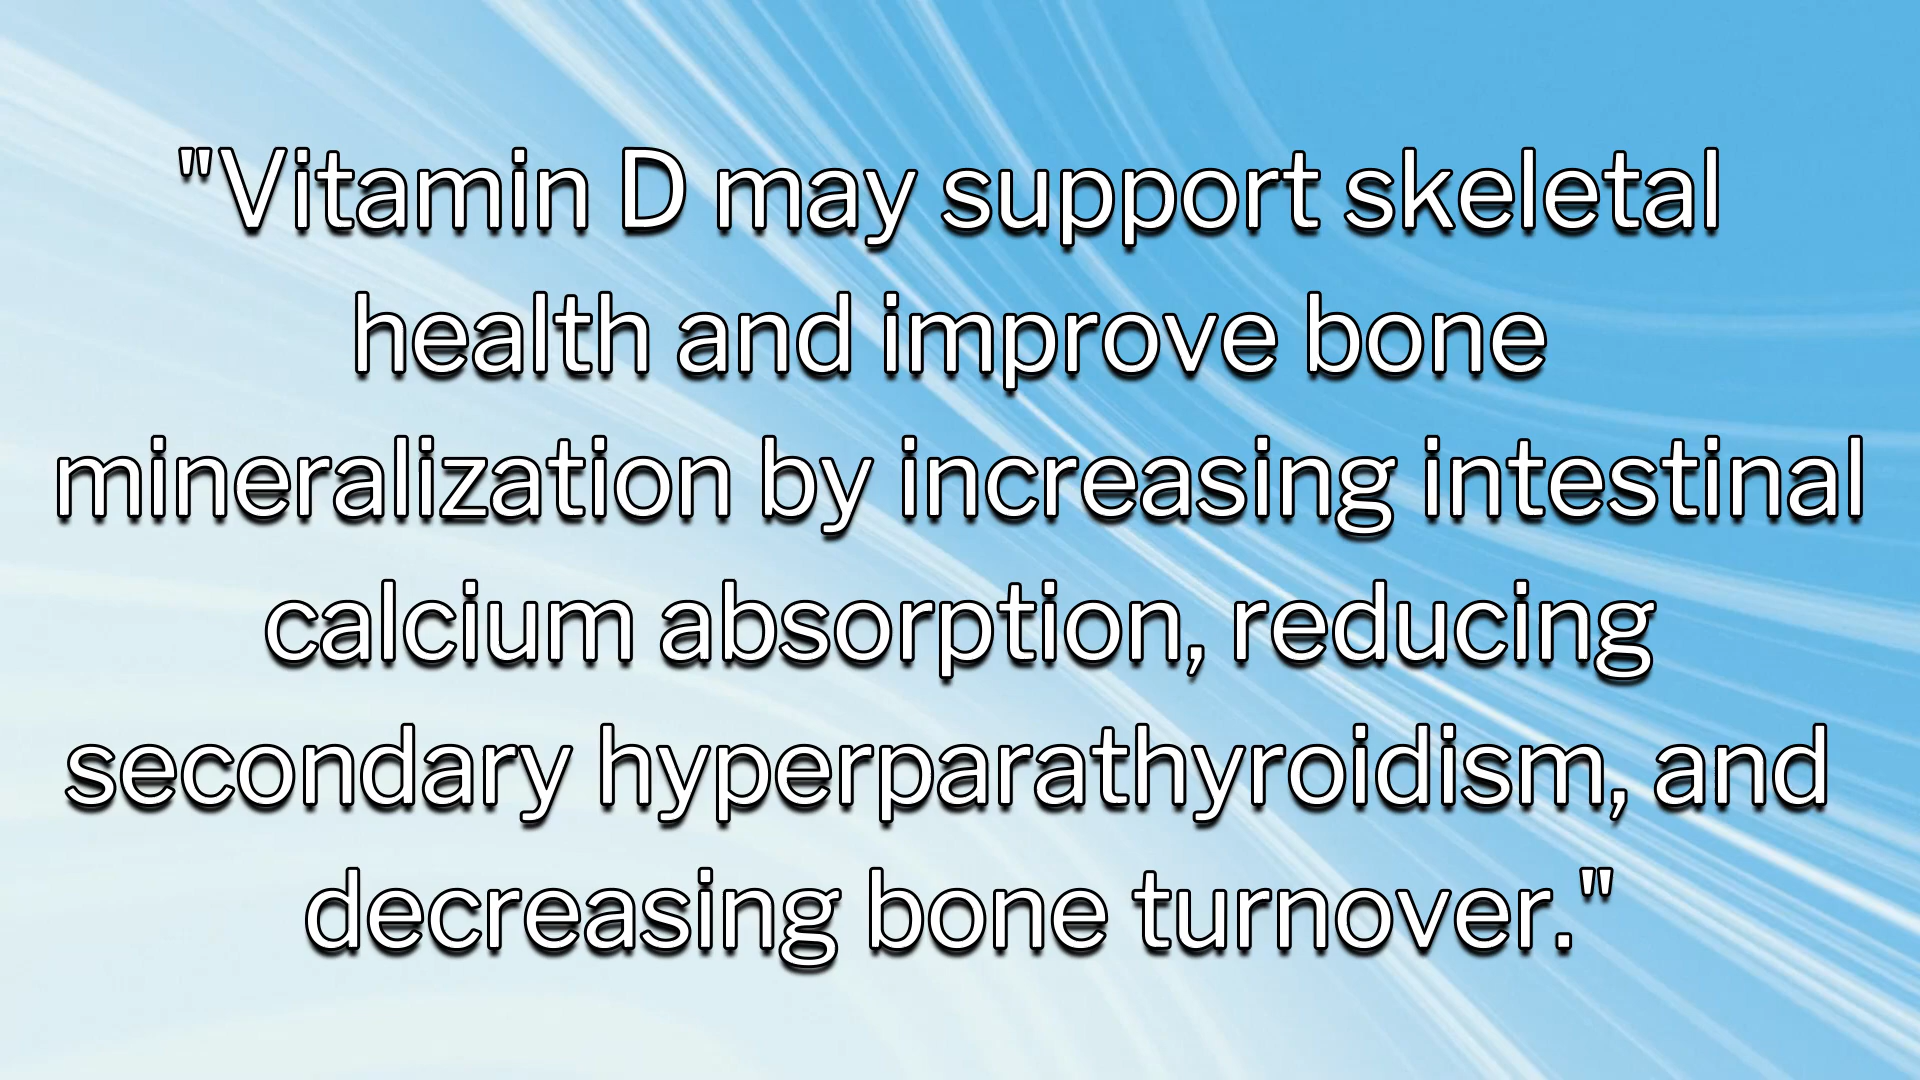 "Vitamin D may support skeletal
health and improve bone
mineralization by increasing intestinal
calcium absorption, reducing
secondary hyperparathyroidism, and
decreasing bone turnover."